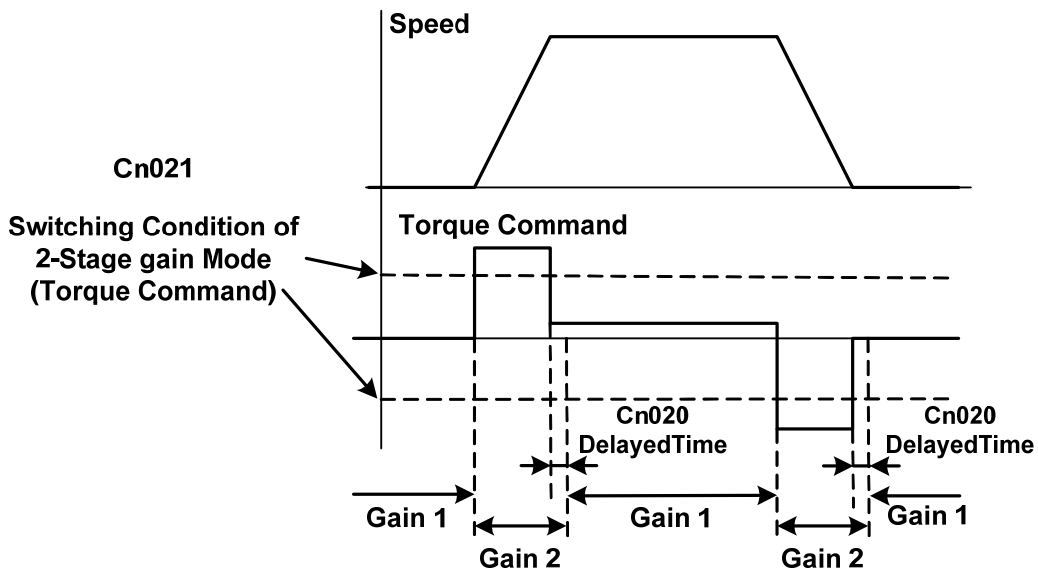 Speed
Cn021
Switching Condition of
2-Stage gain Mode
(Torque Command)
Torque Command
Cn020
DelayedTime
Cn020
DelayedTime
Gain 1
Gain 2
Gain 1
Gain 2
Gain 1